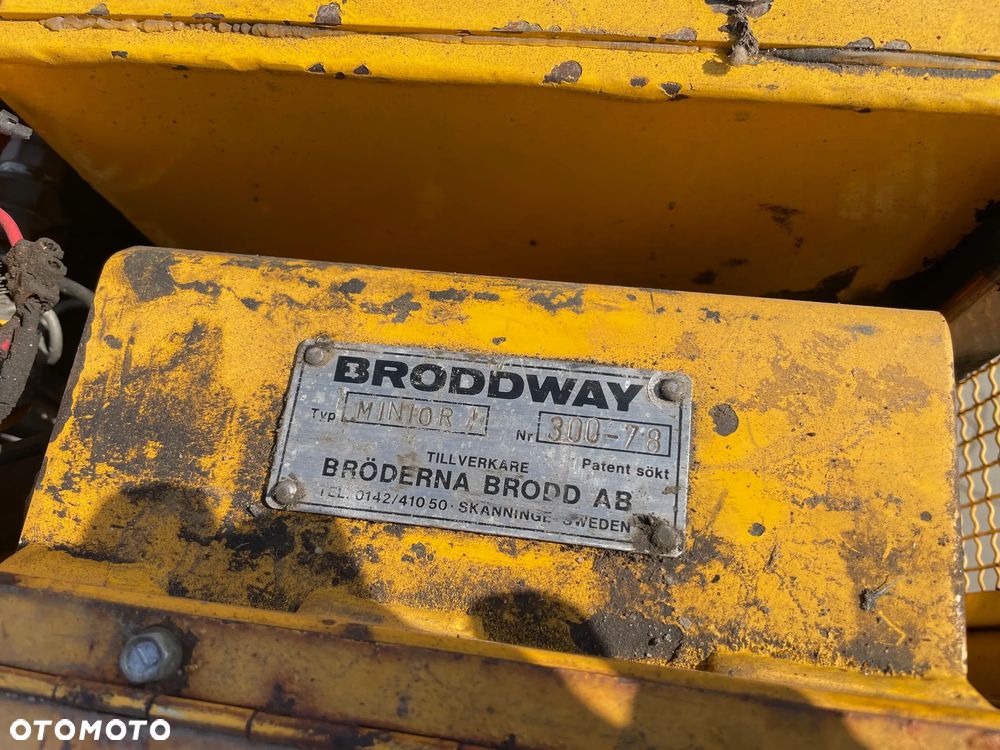 BRODDWAY
Typ MINIOR
Nr 300-78
TILLVERKARE Patent sökt
BRÖDERNA BRODD AB
TEL. 0142/410 50 · SKÄNNINGE SWEDEN
OTOMOTO